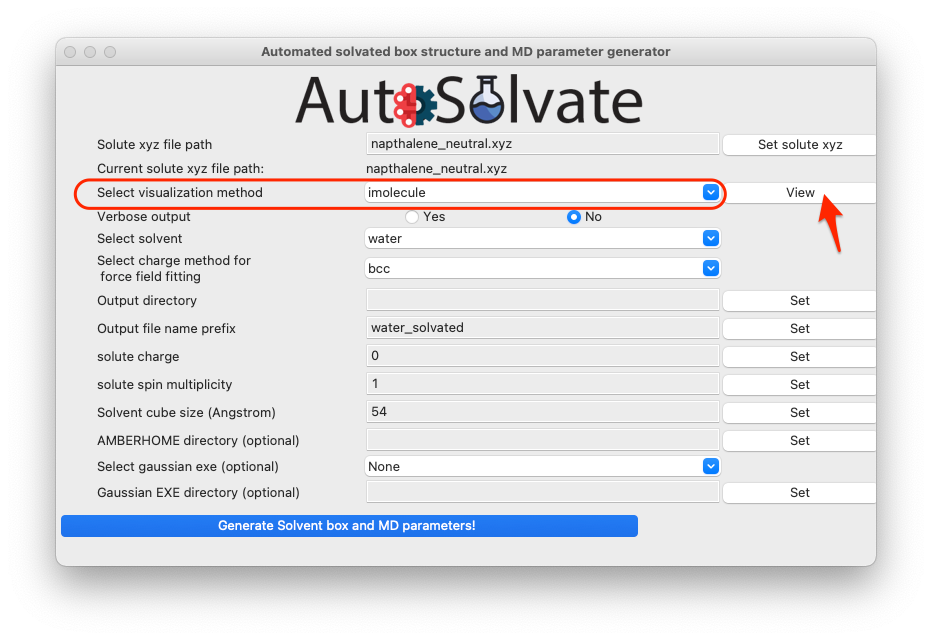 Automated solvated box structure and MD parameter generator
AutoSolvate
Solute xyz file path napthalene_neutral.xyz Set solute xyz
Current solute xyz file path: napthalene_neutral.xyz
Select visualization method imolecule View
Verbose output Yes No
Select solvent water
Select charge method for
force field fitting bcc
Output directory Set
Output file name prefix water_solvated Set
solute charge 0 Set
solute spin multiplicity 1 Set
Solvent cube size (Angstrom) 54 Set
AMBERHOME directory (optional) Set
Select gaussian exe (optional) None
Gaussian EXE directory (optional) Set
Generate Solvent box and MD parameters!